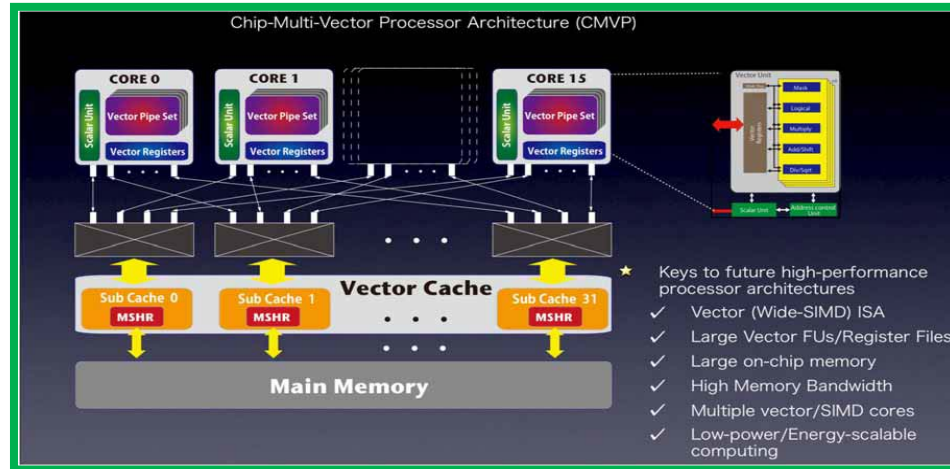 Chip-Multi-Vector Processor Architecture (CMVP)
CORE 0
CORE 1
CORE 15
Scalar Unit
Vector Pipe Set
Vector Registers
Scalar Unit
Vector Pipe Set
Vector Registers
Scalar Unit
Vector Pipe Set
Vector Registers
Vector Unit
Vector Registers
Mask
Logical
Multiply
Add/Shift
Div/Sqrt
Scalar Unit
Address control Unit
Vector Cache
Sub Cache 0
MSHR
Sub Cache 1
MSHR
Sub Cache 31
MSHR
Main Memory
Keys to future high-performance
processor architectures
✓ Vector (Wide-SIMD) ISA
✓ Large Vector FUs/Register Files
✓ Large on-chip memory
✓ High Memory Bandwidth
✓ Multiple vector/SIMD cores
✓ Low-power/Energy-scalable
computing